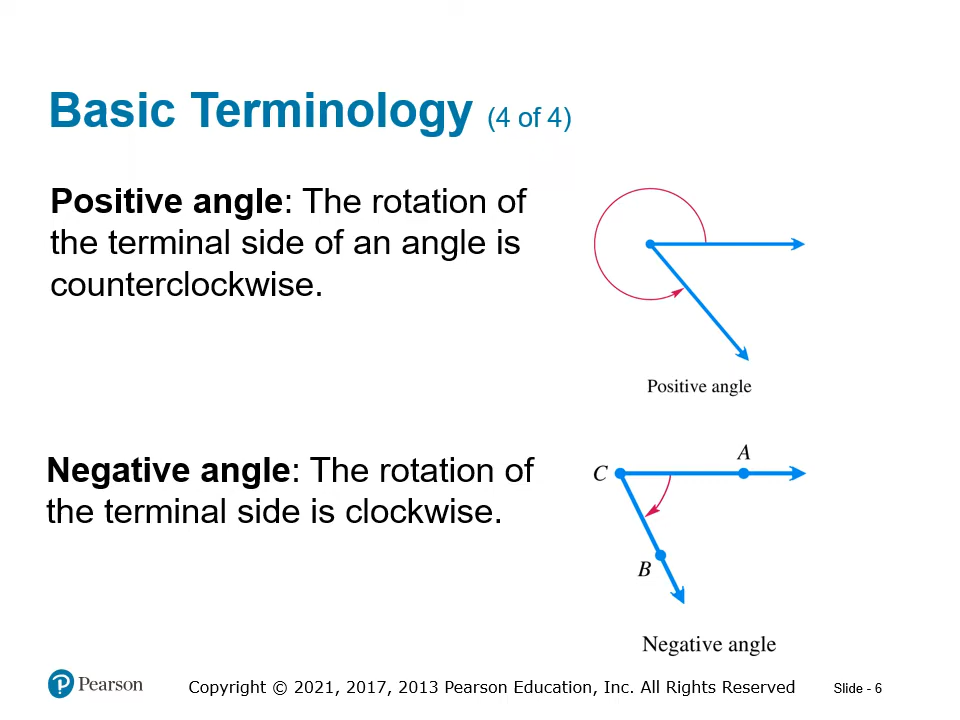 Basic Terminology (4 of 4)
Positive angle: The rotation of
the terminal side of an angle is
counterclockwise.
Positive angle
Negative angle: The rotation of
the terminal side is clockwise.
A
C
B
Negative angle
Pearson
Copyright © 2021, 2017, 2013 Pearson Education, Inc. All Rights Reserved
Slide - 6